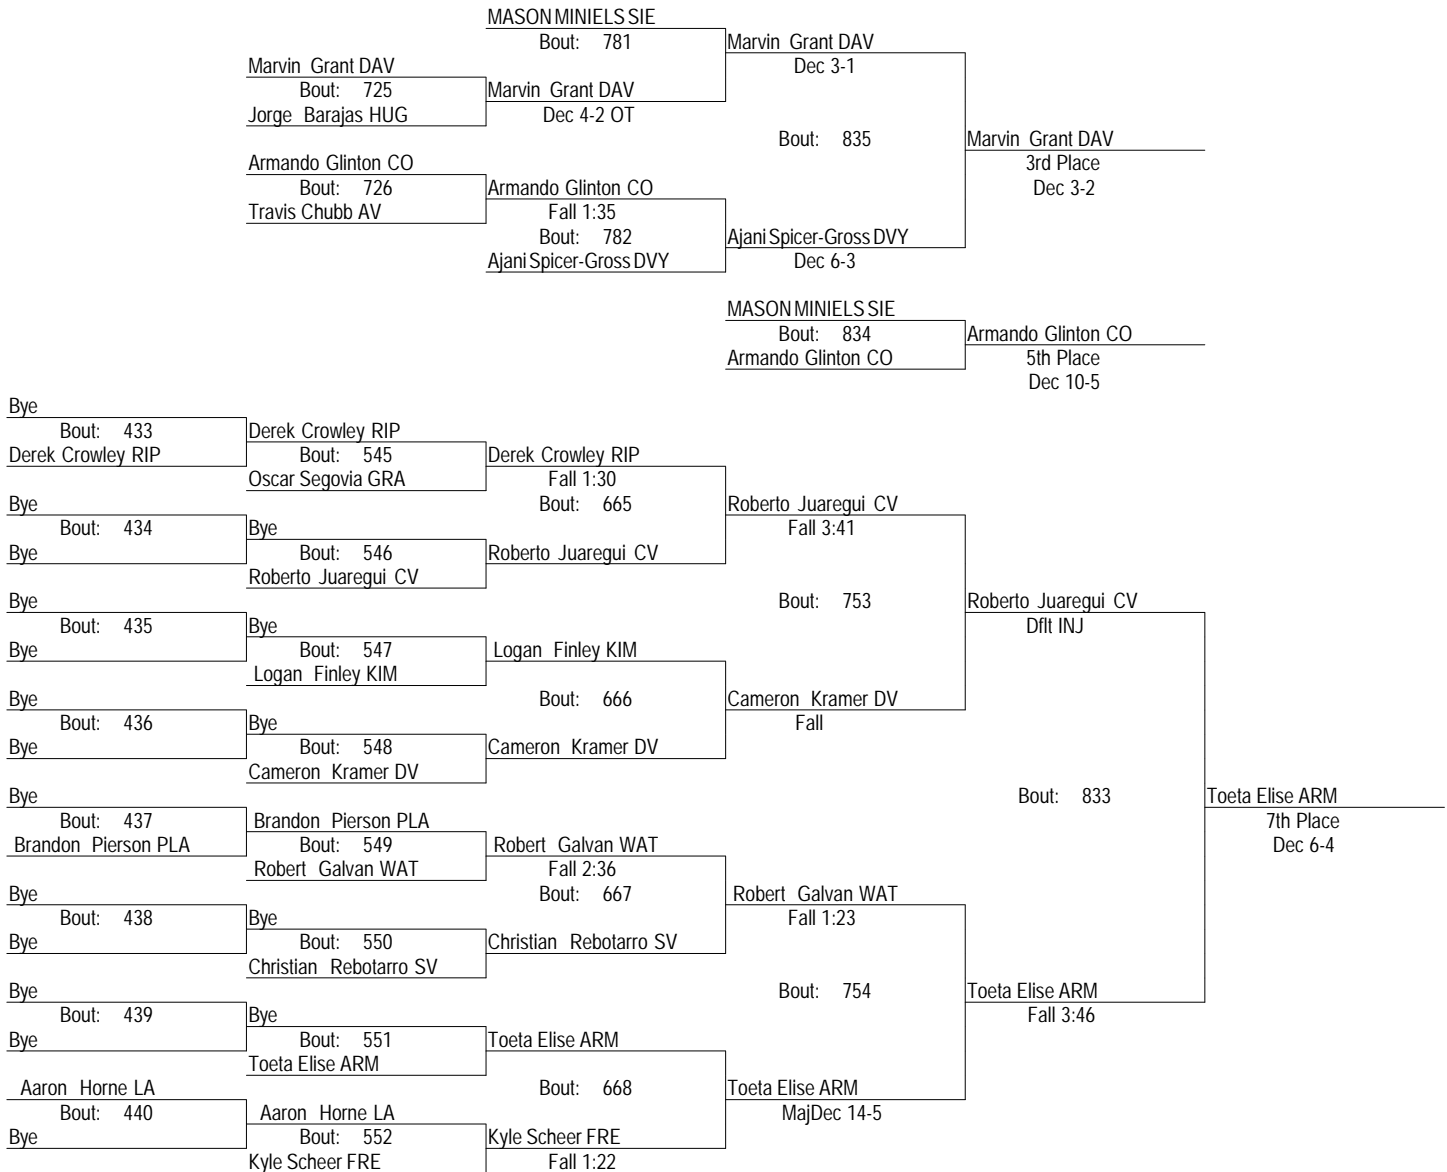 MASON MINIELS SIE
Bout: 781
Marvin Grant DAV
Dec 3-1
Marvin Grant DAV
Bout: 725
Marvin Grant DAV
Jorge Barajas HUG
Dec 4-2 OT
Bout: 835
Marvin Grant DAV
3rd Place
Dec 3-2
Armando Glinton CO
Bout: 726
Armando Glinton CO
Travis Chubb AV
Fall 1:35
Bout: 782
Ajani Spicer-Gross DVY
Ajani Spicer-Gross DVY
Dec 6-3
MASON MINIELS SIE
Bout: 834
Armando Glinton CO
Armando Glinton CO
5th Place
Dec 10-5
Bye
Bout: 433
Derek Crowley RIP
Derek Crowley RIP
Bout: 545
Derek Crowley RIP
Oscar Segovia GRA
Fall 1:30
Bye
Bout: 665
Roberto Juaregui CV
Bout: 434
Bye
Fall 3:41
Bye
Bout: 546
Roberto Juaregui CV
Roberto Juaregui CV
Bye
Bout: 753
Roberto Juaregui CV
Bout: 435
Bye
Dflt INJ
Bye
Bout: 547
Logan Finley KIM
Logan Finley KIM
Bye
Bout: 666
Cameron Kramer DV
Bout: 436
Bye
Fall
Bye
Bout: 548
Cameron Kramer DV
Cameron Kramer DV
Bye
Bout: 833
Toeta Elise ARM
Bout: 437
Brandon Pierson PLA
7th Place
Brandon Pierson PLA
Bout: 549
Robert Galvan WAT
Dec 6-4
Robert Galvan WAT
Fall 2:36
Bye
Bout: 667
Robert Galvan WAT
Bout: 438
Bye
Fall 1:23
Bye
Bout: 550
Christian Rebotarro SV
Christian Rebotarro SV
Bye
Bout: 754
Toeta Elise ARM
Bout: 439
Bye
Fall 3:46
Bye
Bout: 551
Toeta Elise ARM
Toeta Elise ARM
Aaron Horne LA
Bout: 668
Toeta Elise ARM
Bout: 440
Aaron Horne LA
MajDec 14-5
Bye
Bout: 552
Kyle Scheer FRE
Kyle Scheer FRE
Fall 1:22